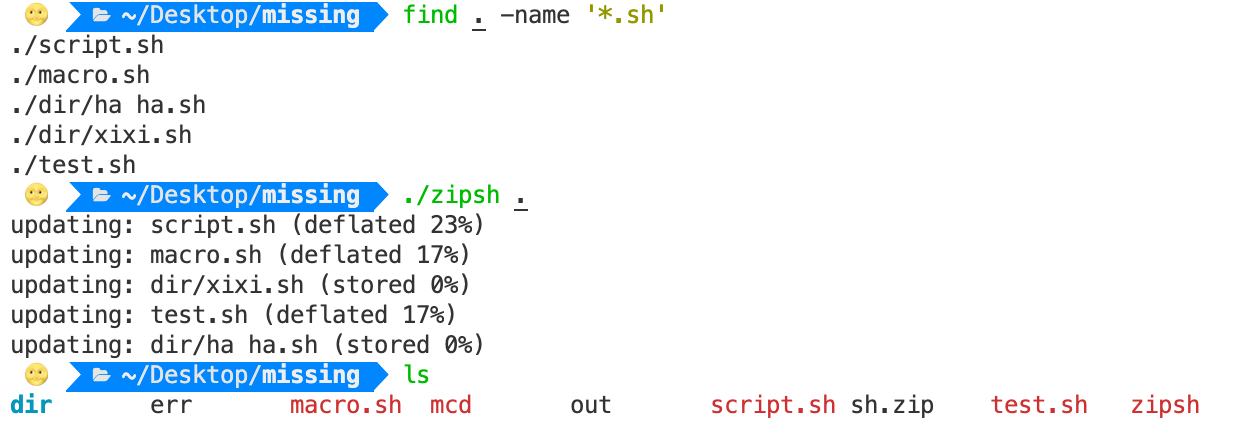 ~/Desktop/missing find . -name '*.sh'
./script.sh
./macro.sh
./dir/ha ha.sh
./dir/xixi.sh
./test.sh
~/Desktop/missing ./zipsh .
updating: script.sh (deflated 23%)
updating: macro.sh (deflated 17%)
updating: dir/xixi.sh (stored 0%)
updating: test.sh (deflated 17%)
updating: dir/ha ha.sh (stored 0%)
~/Desktop/missing ls
dir err macro.sh mcd out script.sh sh.zip test.sh zipsh